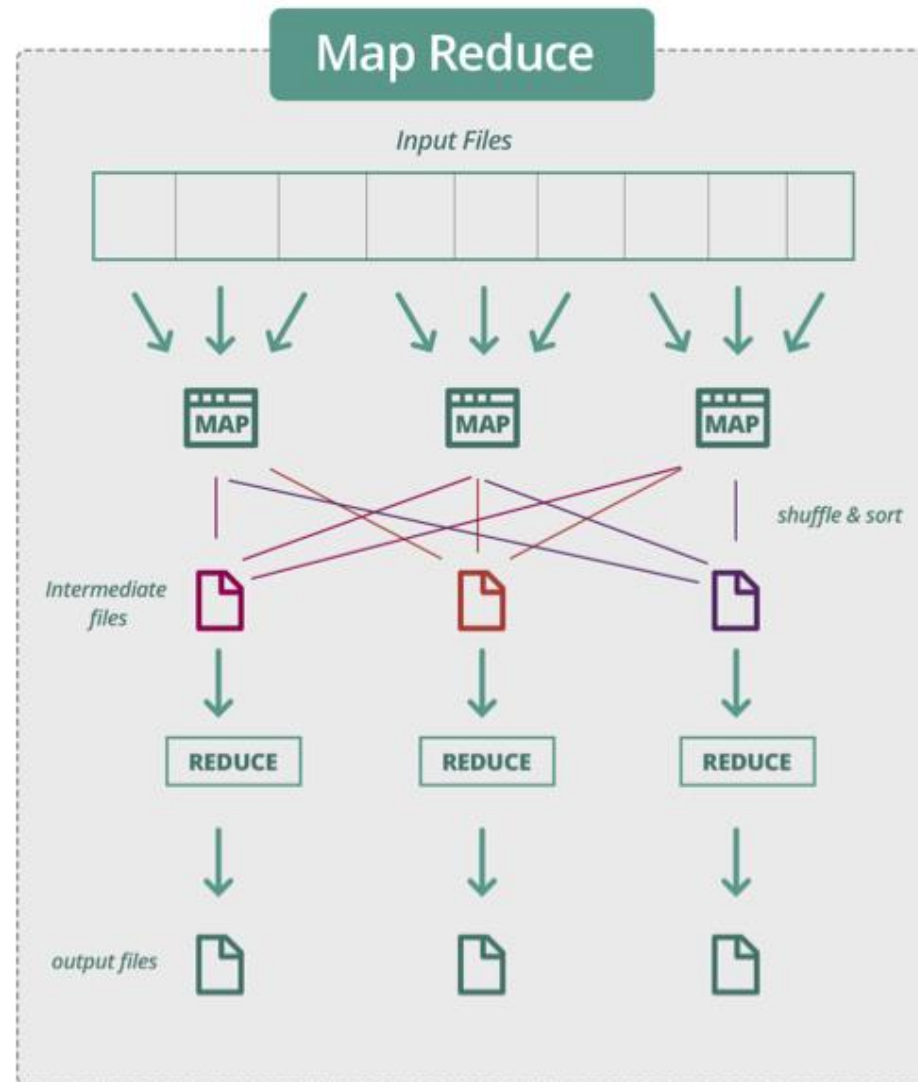 Map Reduce
Input Files
MAP
MAP
MAP
shuffle & sort
Intermediate
files
REDUCE
REDUCE
REDUCE
output files